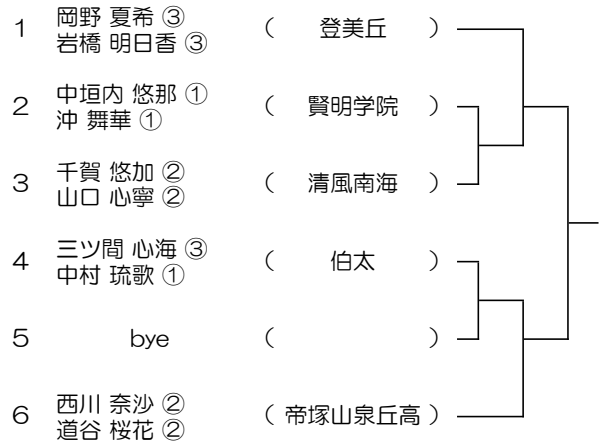 1 岡野 夏希 ③ ( 登美丘 )
岩橋 明日香 ③
2 中垣内 悠那 ① ( 賢明学院 )
沖 舞華 ①
3 千賀 悠加 ② ( 清風南海 )
山口 心寧 ②
4 三ツ間 心海 ③ ( 伯太 )
中村 琉歌 ①
5 bye ( )
6 西川 奈沙 ② ( 帝塚山泉丘高 )
道谷 桜花 ②